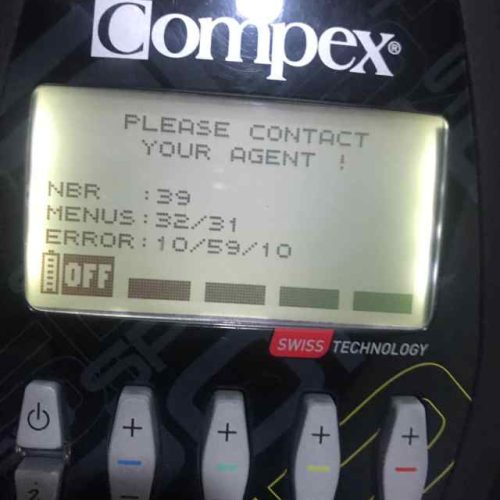 Compex®
PLEASE CONTACT
YOUR AGENT !
NBR :39
MENUS:32/31
ERROR:10/59/10
OFF
SWISS TECHNOLOGY
+ + + +
i